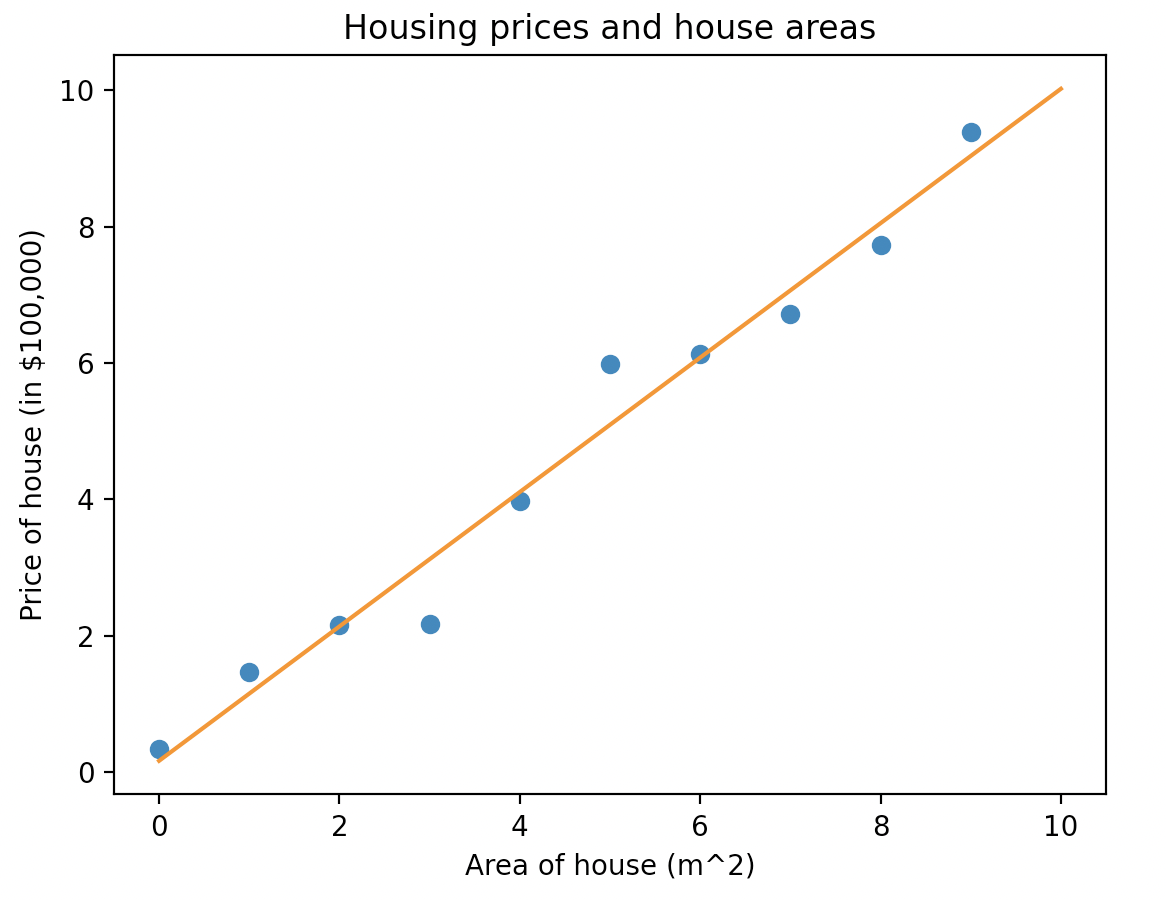 Housing prices and house areas
10
8
6
4
2
0
Price of house (in $100,000)
0 2 4 6 8 10
Area of house (m^2)